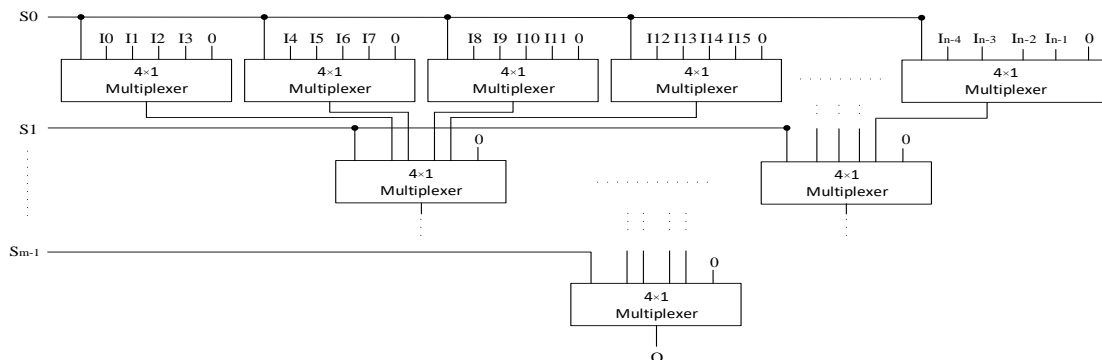 S0
I0 I1 I2 I3 0
I4 I5 I6 I7 0
I8 I9 I10 I11 0
I12 I13 I14 I15 0
In-4 In-3 In-2 In-1 0
4×1
Multiplexer
4×1
Multiplexer
4×1
Multiplexer
4×1
Multiplexer
4×1
Multiplexer
S1
0
0
4×1
Multiplexer
4×1
Multiplexer
Sm-1
0
4×1
Multiplexer